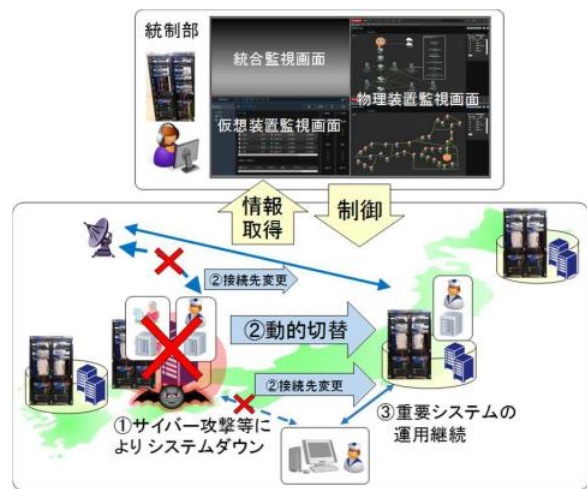 統制部
統合監視画面
物理装置監視画面
仮想装置監視画面
情報
取得
制御
②接続先変更
②動的切替
②接続先変更
①サイバー攻撃等に
よりシステムダウン
③重要システムの
運用継続